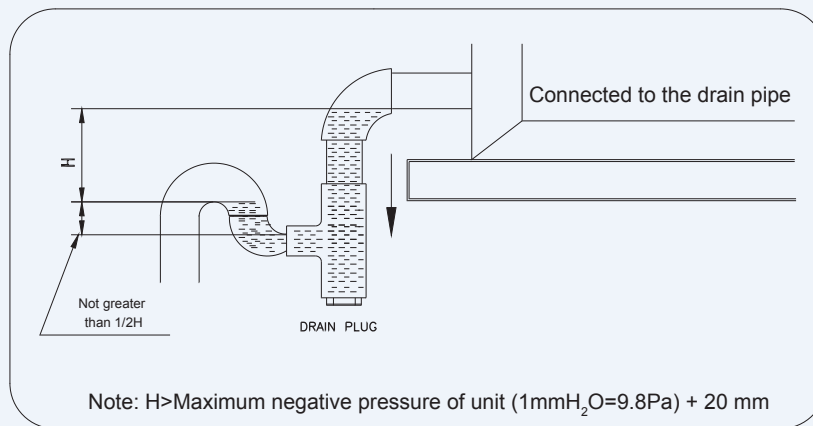 Connected to the drain pipe
H
Not greater
than 1/2H
DRAIN PLUG
Note: H>Maximum negative pressure of unit (1mmH₂O=9.8Pa) + 20 mm